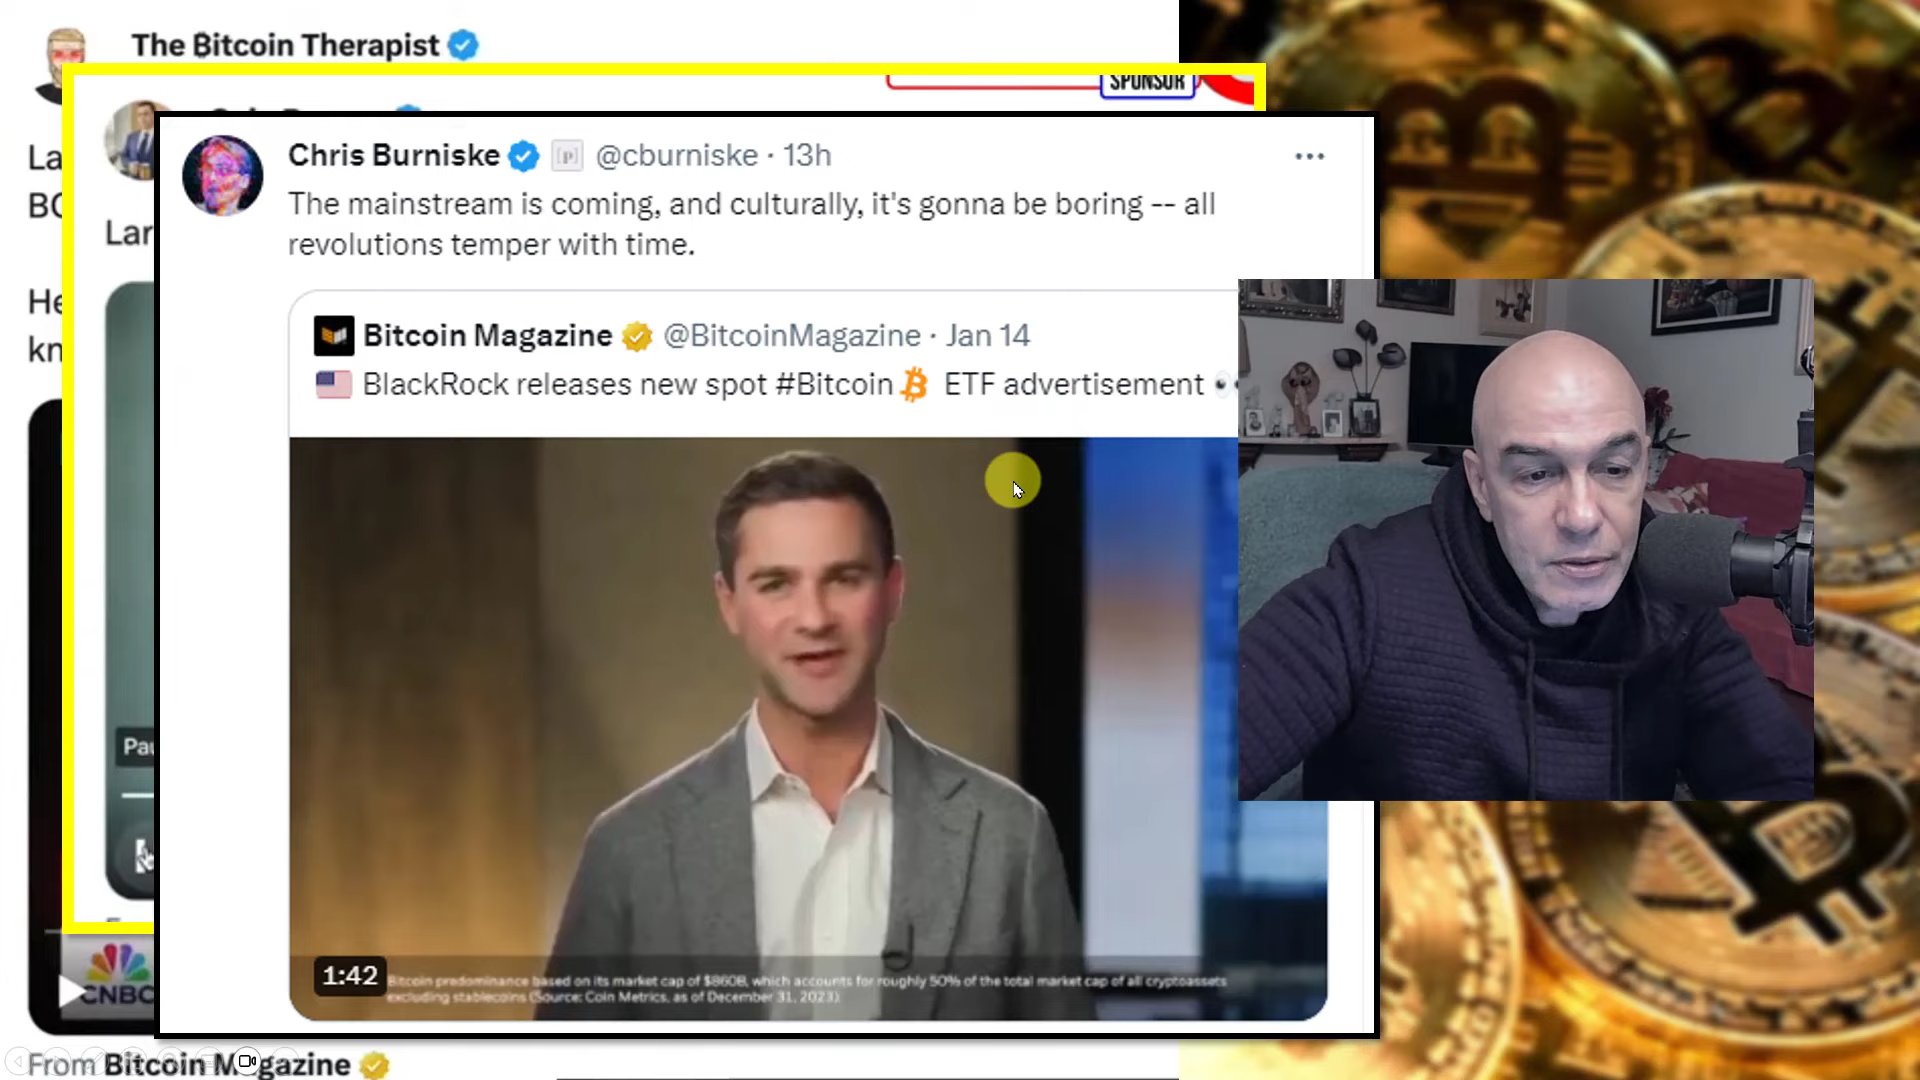 The Bitcoin Therapist
SPONSOR
La
BO
Lar
He
kn
Chris Burniske @cburniske · 13h
The mainstream is coming, and culturally, it's gonna be boring -- all
revolutions temper with time.
Bitcoin Magazine @BitcoinMagazine · Jan 14
BlackRock releases new spot #Bitcoin ETF advertisement
Pau
1:42
Bitcoin predominance based on its market cap of $860B, which accounts for roughly 50% of the total market cap of all cryptoassets
excluding stablecoins (Source: Coin Metrics, as of December 31, 2023)
CNBC
From Bitcoin Magazine